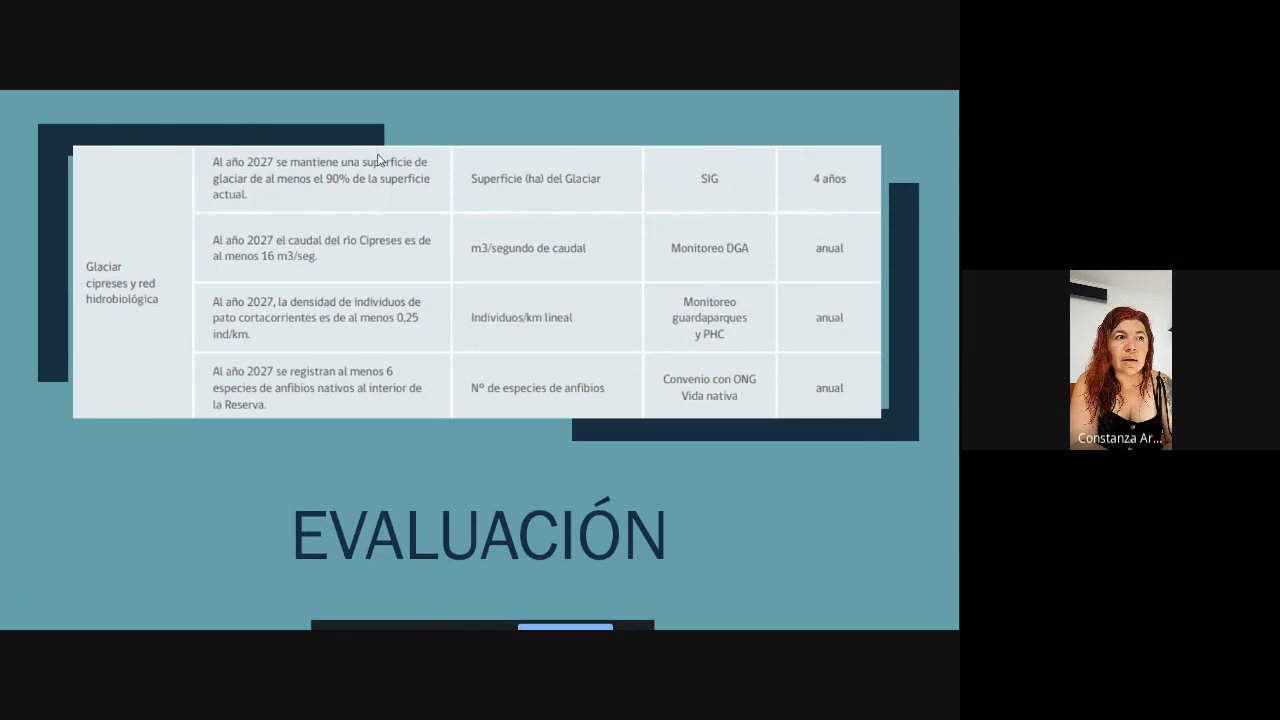 Al año 2027 se mantiene una superficie de
glaciar de al menos el 90% de la superficie
actual.
Superficie (ha) del Glaciar
SIG
4 años
Al año 2027 el caudal del río Cipreses es de
al menos 16 m3/seg.
m3/segundo de caudal
Monitoreo DGA
anual
Glaciar
cipreses y red
hidrobiológica
Al año 2027, la densidad de individuos de
pato cortacorrientes es de al menos 0,25
ind/km.
Individuos/km lineal
Monitoreo
guardaparques
y PHC
anual
Al año 2027 se registran al menos 6
especies de anfibios nativos al interior de
la Reserva.
Nº de especies de anfibios
Convenio con ONG
Vida nativa
anual
EVALUACIÓN
Constanza Ar...